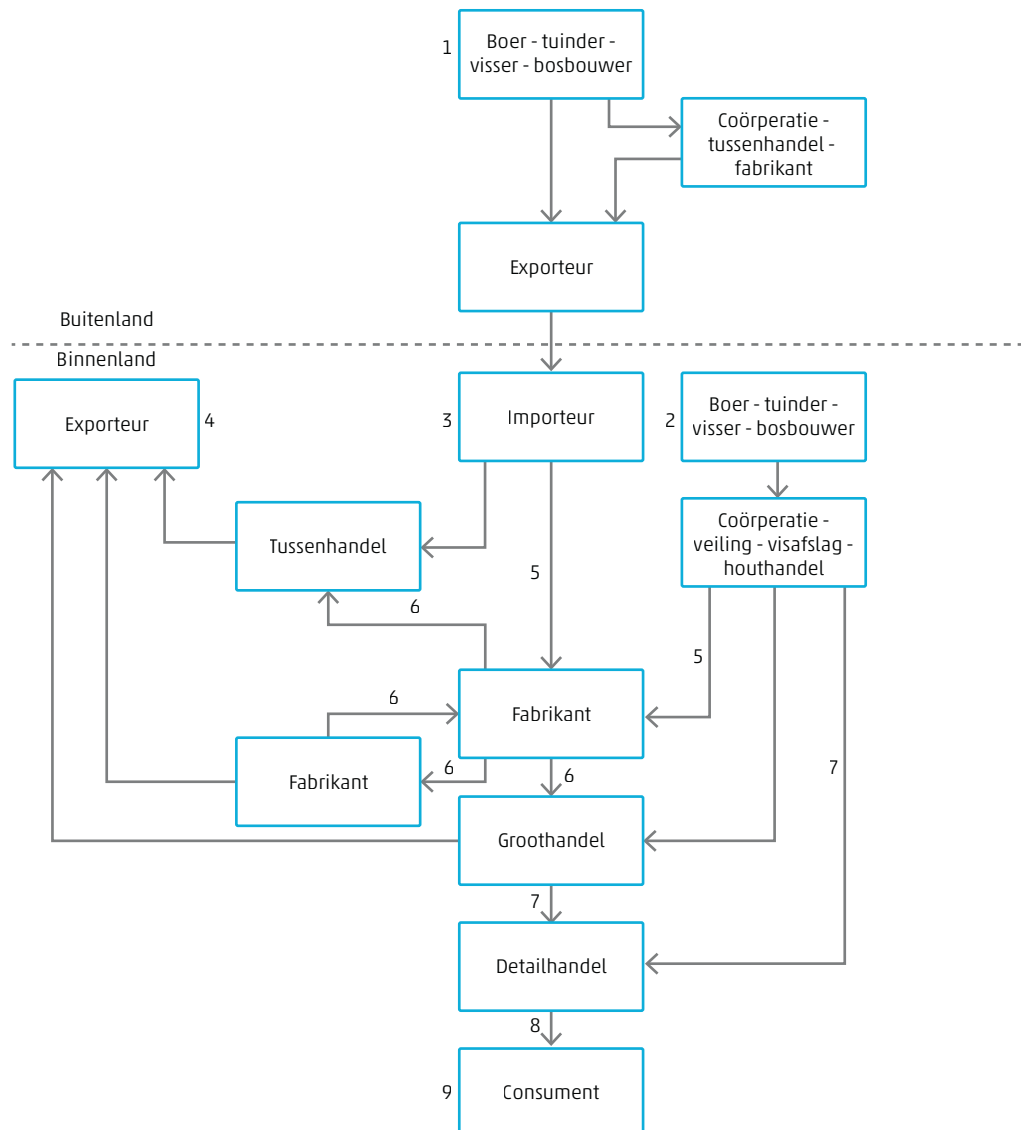 1
Boer - tuinder -
visser - bosbouwer
Coörperatie -
tussenhandel -
fabrikant
Exporteur
Buitenland
Binnenland
Exporteur
4
3
Importeur
2
Boer - tuinder -
visser - bosbouwer
Tussenhandel
Coörperatie -
veiling - visafslag -
houthandel
5
6
5
6
Fabrikant
Fabrikant
6
6
7
Groothandel
7
Detailhandel
8
9
Consument